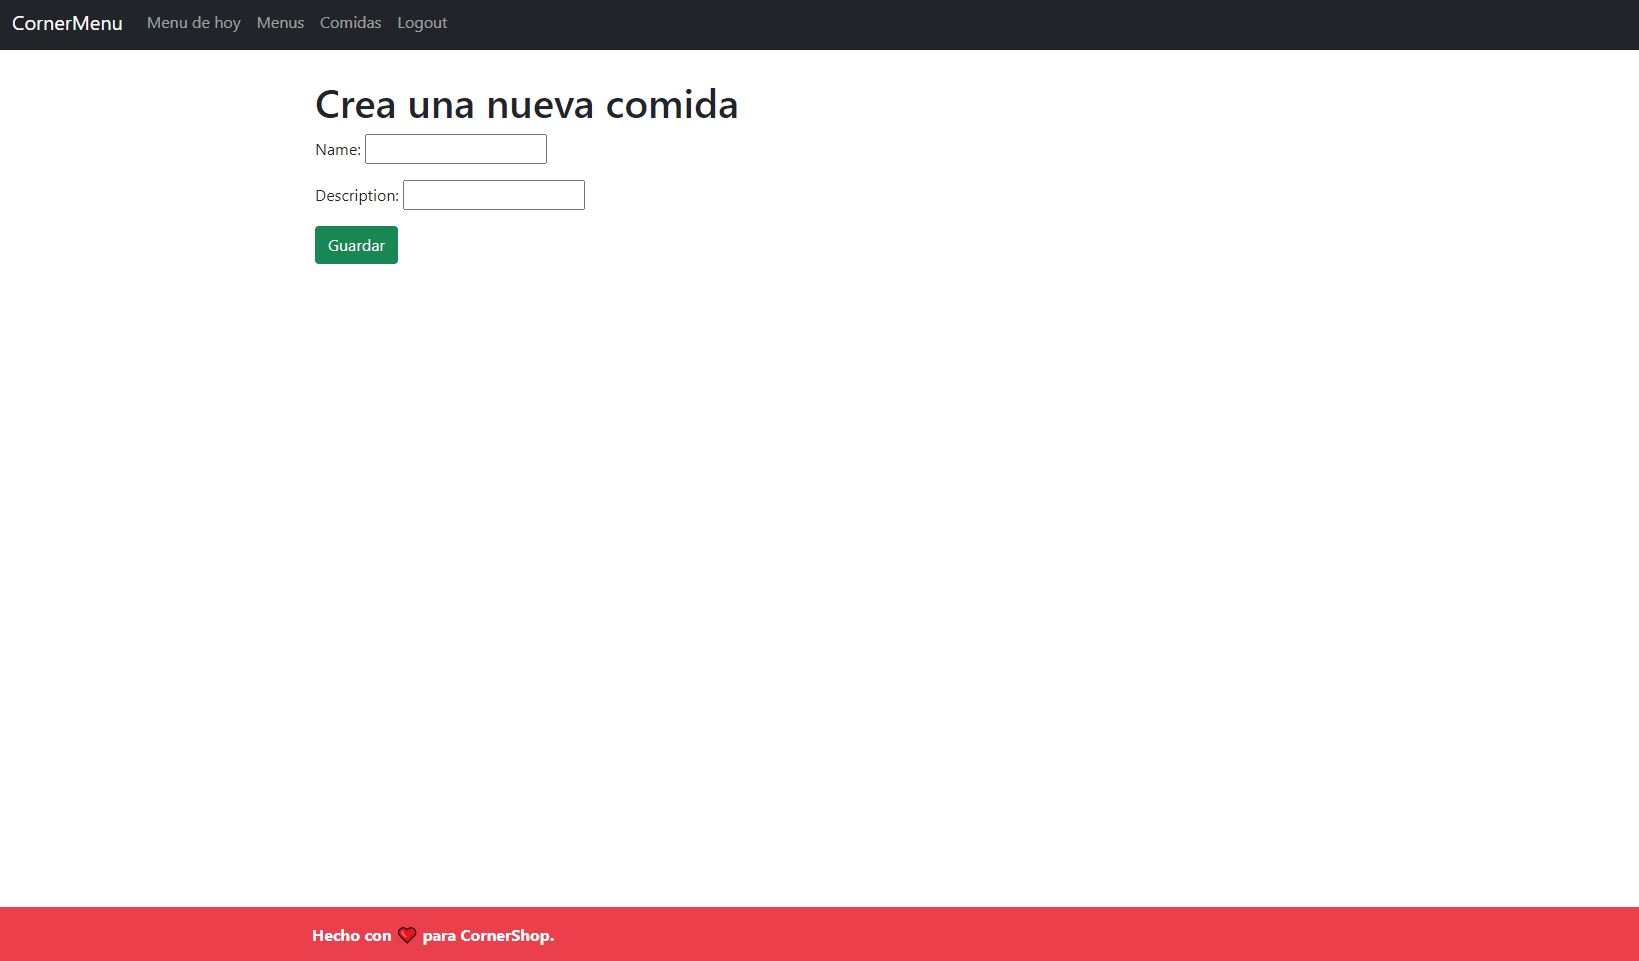 CornerMenu Menu de hoy Menus Comidas Logout
Crea una nueva comida
Name:
Description:
Guardar
Hecho con ❤ para CornerShop.